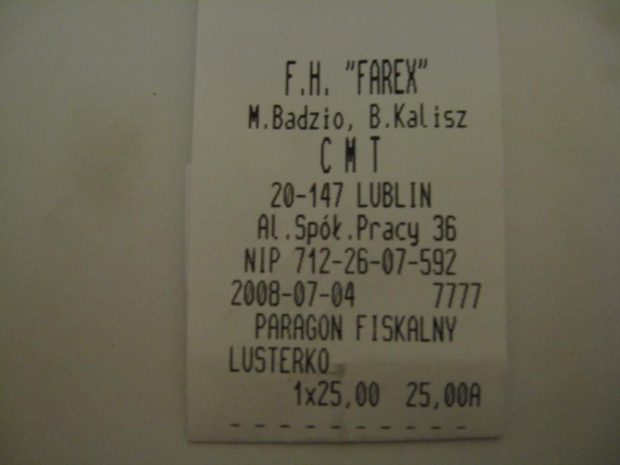 F.H. "FAREX"
M.Badzio, B.Kalisz
C M T
20-147 LUBLIN
Al.Spół.Pracy 36
NIP 712-26-07-592
2008-07-04 7777
PARAGON FISKALNY
LUSTERKO
1x25,00 25,00A
- - - - - - - - - -